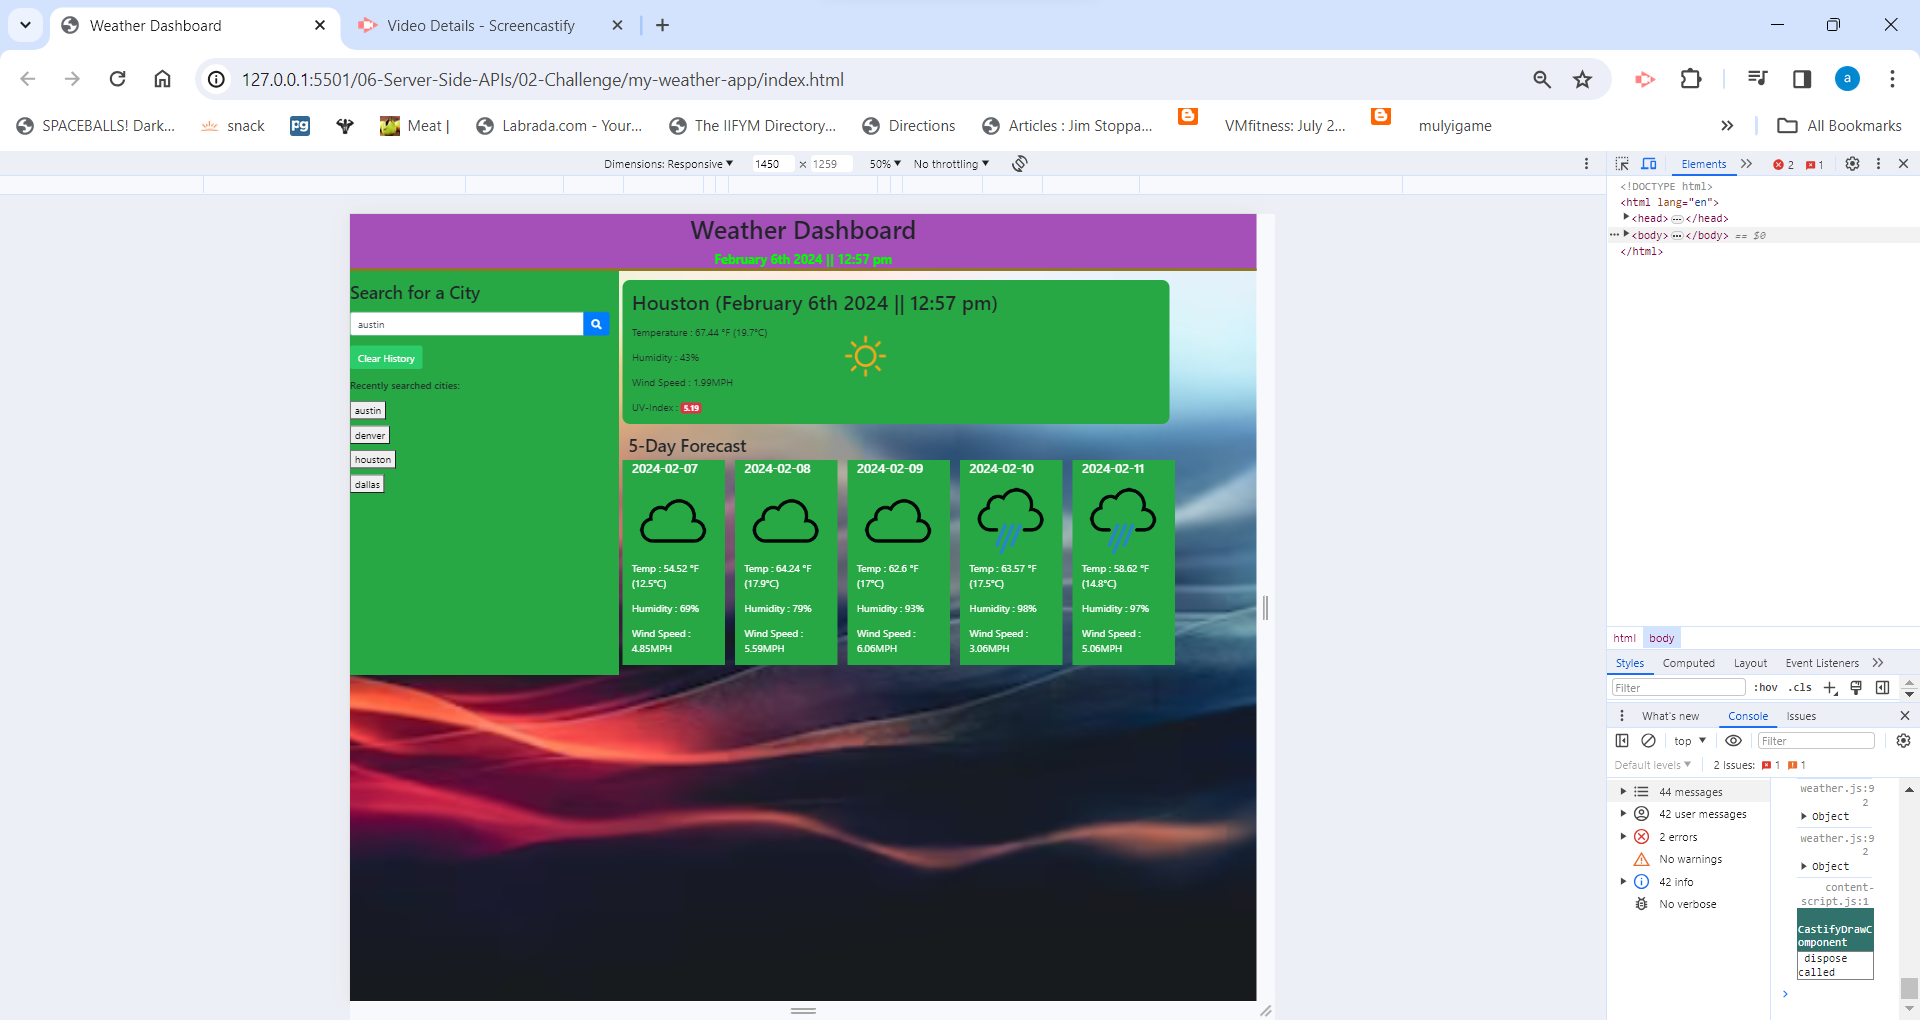 Weather Dashboard
Video Details - Screencastify
127.0.0.1:5501/06-Server-Side-APIs/02-Challenge/my-weather-app/index.html
a
SPACEBALLS! Dark...
snack
pg
Meat |
Labrada.com - Your...
The IIFYM Directory...
Directions
Articles : Jim Stoppa...
VMfitness: July 2...
mulyigame
All Bookmarks
Dimensions: Responsive
1450 × 1259
50%
No throttling
Elements
2
1
<!DOCTYPE html>
<html lang="en">
<head> … </head>
<body> … </body> == $0
</html>
Weather Dashboard
February 6th 2024 || 12:57 pm
Search for a City
austin
Clear History
Recently searched cities:
austin
denver
houston
dallas
Houston (February 6th 2024 || 12:57 pm)
Temperature : 67.44 °F (19.7°C)
Humidity : 43%
Wind Speed : 1.99MPH
UV-index : 5.19
5-Day Forecast
2024-02-07
Temp : 54.52 °F
(12.5°C)
Humidity : 69%
Wind Speed :
4.85MPH
2024-02-08
Temp : 64.24 °F
(17.9°C)
Humidity : 79%
Wind Speed :
5.59MPH
2024-02-09
Temp : 62.6 °F
(17°C)
Humidity : 93%
Wind Speed :
6.06MPH
2024-02-10
Temp : 63.57 °F
(17.5°C)
Humidity : 98%
Wind Speed :
3.06MPH
2024-02-11
Temp : 58.62 °F
(14.8°C)
Humidity : 97%
Wind Speed :
5.06MPH
html body
Styles Computed Layout Event Listeners
Filter
:hov .cls
What's new Console Issues
top
Filter
Default levels
2 Issues: 1 1
44 messages
42 user messages
2 errors
No warnings
42 info
No verbose
weather.js:9
2
Object
weather.js:9
2
Object
content-
script.js:1
CastifyDrawC
omponent
dispose
called